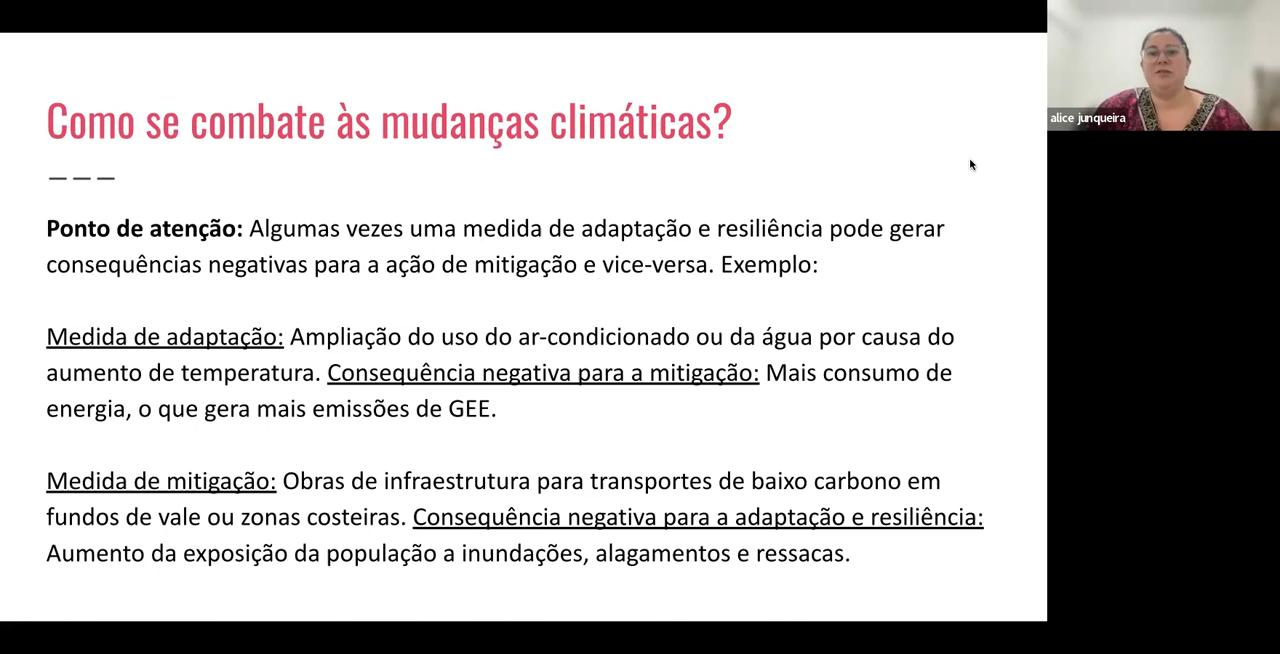 Como se combate às mudanças climáticas?
Ponto de atenção: Algumas vezes uma medida de adaptação e resiliência pode gerar
consequências negativas para a ação de mitigação e vice-versa. Exemplo:
Medida de adaptação: Ampliação do uso do ar-condicionado ou da água por causa do
aumento de temperatura. Consequência negativa para a mitigação: Mais consumo de
energia, o que gera mais emissões de GEE.
Medida de mitigação: Obras de infraestrutura para transportes de baixo carbono em
fundos de vale ou zonas costeiras. Consequência negativa para a adaptação e resiliência:
Aumento da exposição da população a inundações, alagamentos e ressacas.
alice junqueira